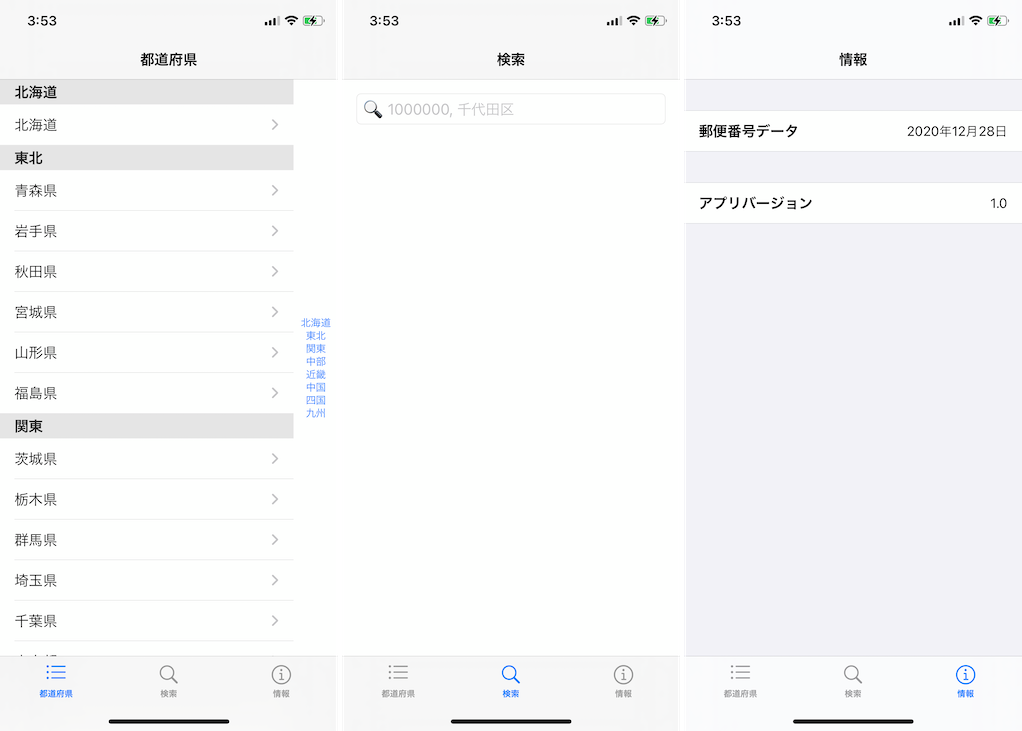 3:53
都道府県
北海道
北海道
東北
青森県
岩手県
秋田県
宮城県
山形県
福島県
関東
茨城県
栃木県
群馬県
埼玉県
千葉県
北海道
東北
関東
中部
近畿
中国
四国
九州
都道府県
検索
情報
3:53
検索
1000000, 千代田区
都道府県
検索
情報
3:53
情報
郵便番号データ 2020年12月28日
アプリバージョン 1.0
都道府県
検索
情報